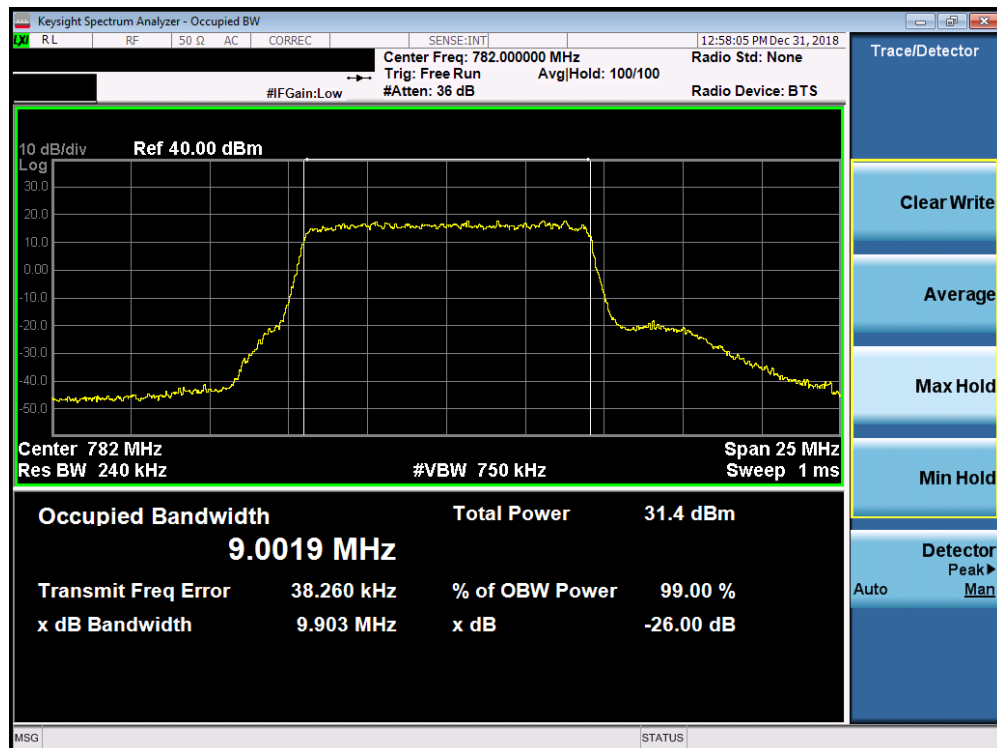 Keysight Spectrum Analyzer - Occupied BW
LXI RL RF 50 Ω AC CORREC SENSE:INT 12:58:05 PM Dec 31, 2018
Center Freq: 782.000000 MHz Radio Std: None
Trig: Free Run Avg|Hold: 100/100
#IFGain:Low #Atten: 36 dB Radio Device: BTS
10 dB/div Ref 40.00 dBm
Log
30.0
20.0
10.0
0.00
-10.0
-20.0
-30.0
-40.0
-50.0
Center 782 MHz Span 25 MHz
Res BW 240 kHz #VBW 750 kHz Sweep 1 ms
Occupied Bandwidth Total Power 31.4 dBm
9.0019 MHz
Transmit Freq Error 38.260 kHz % of OBW Power 99.00 %
x dB Bandwidth 9.903 MHz x dB -26.00 dB
Trace/Detector
Clear Write
Average
Max Hold
Min Hold
Detector
Peak▶
Auto Man
MSG STATUS